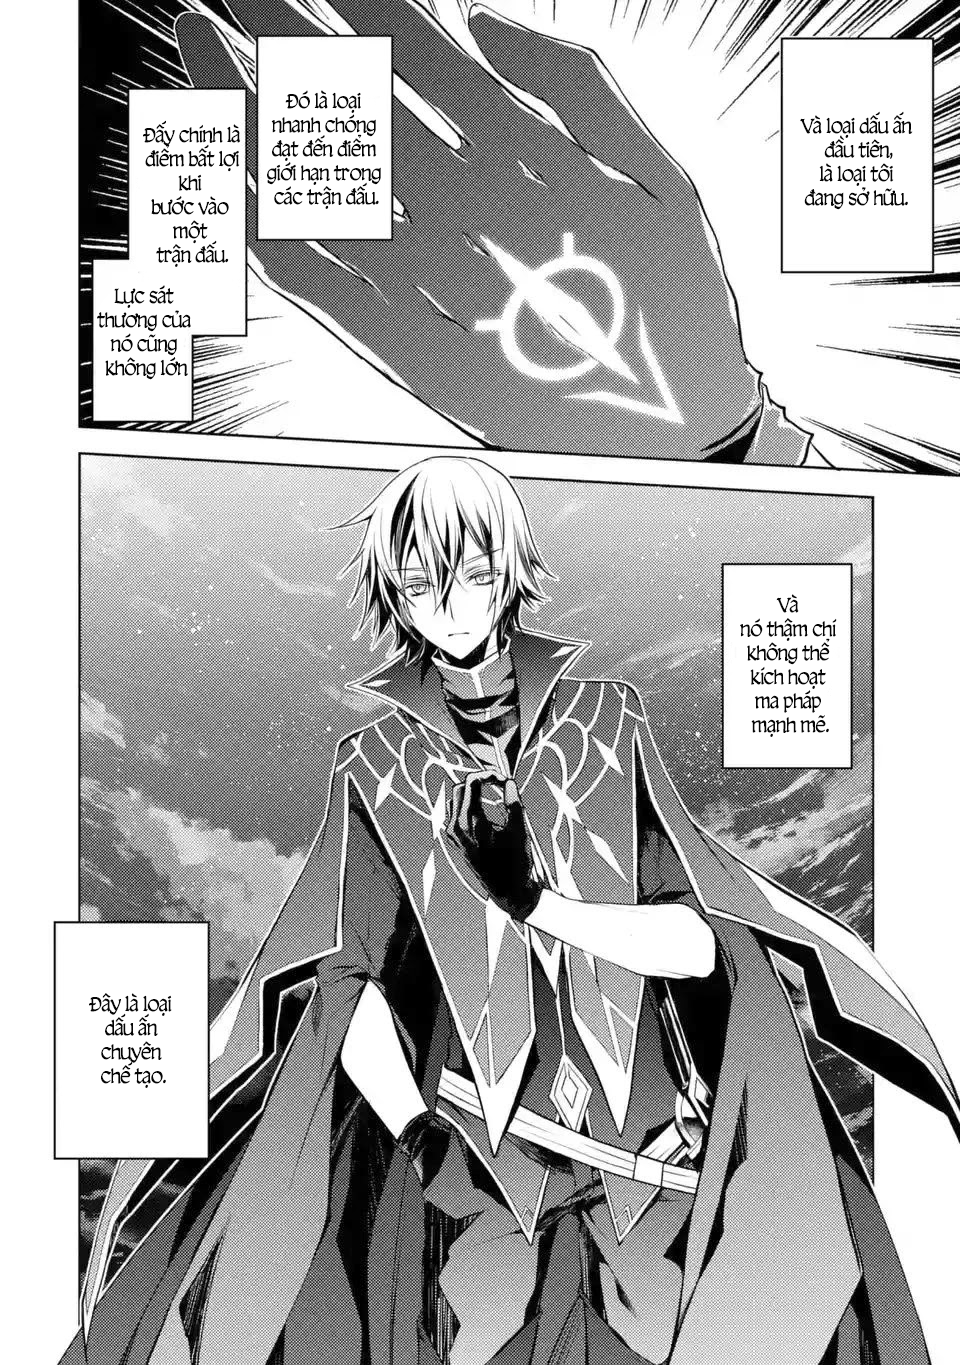 Và loại dấu ấn
đầu tiên,
là loại tôi
đang sở hữu.
Đó là loại
nhanh chóng
đạt đến điểm
giới hạn trong
các trận đấu.
Đấy chính là
điểm bất lợi
khi
bước vào
một
trận đấu.
Lực sát
thương của
nó cũng
không lớn
Và
nó thậm chí
không thể
kích hoạt
ma pháp
mạnh mẽ.
Đây là loại
dấu ấn
chuyên
chế tạo.